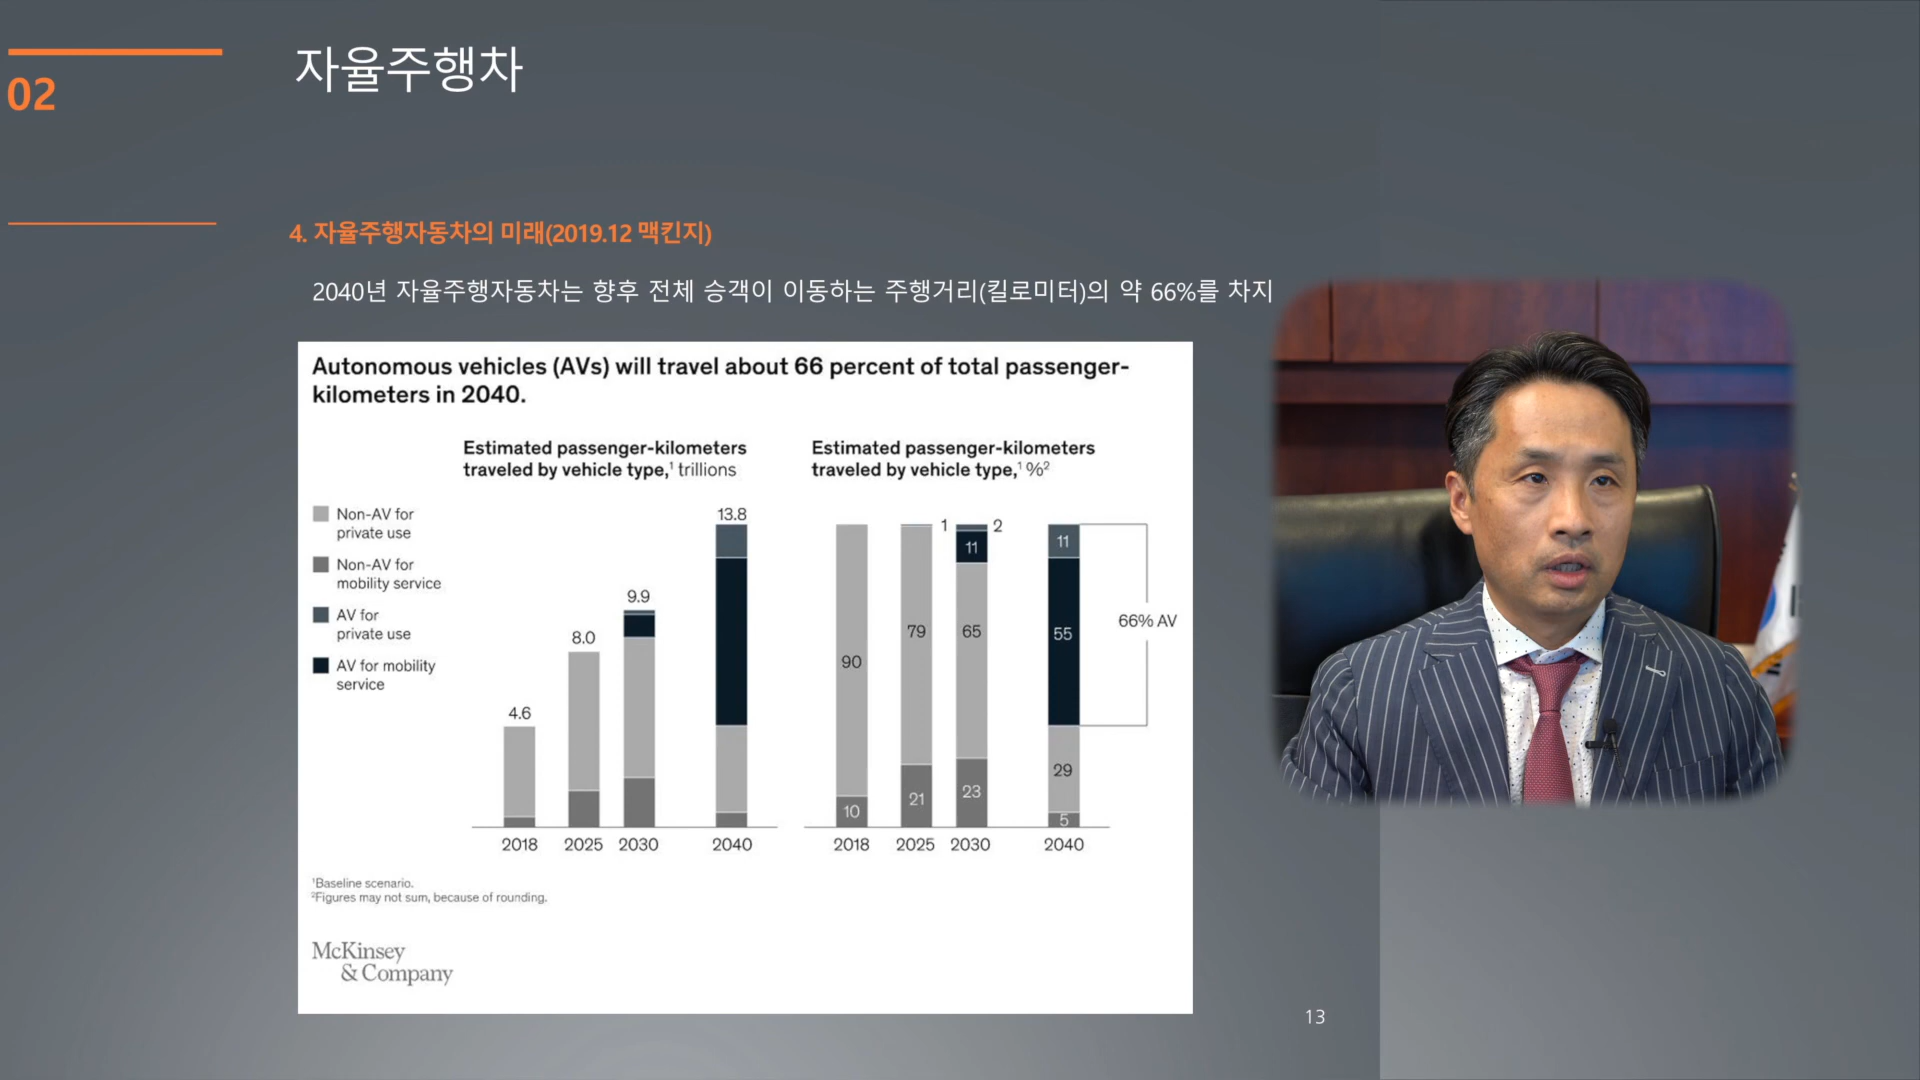 02
자율주행차
4. 자율주행자동차의 미래(2019.12 맥킨지)
2040년 자율주행자동차는 향후 전체 승객이 이동하는 주행거리(킬로미터)의 약 66%를 차지
Autonomous vehicles (AVs) will travel about 66 percent of total passenger-
kilometers in 2040.
Estimated passenger-kilometers
traveled by vehicle type,¹ trillions
Non-AV for
private use
Non-AV for
mobility service
AV for
private use
AV for mobility
service
4.6
8.0
9.9
13.8
2018 2025 2030 2040
Estimated passenger-kilometers
traveled by vehicle type,¹ %²
1 2
11 11
90 79 65 55
66% AV
29
10 21 23 5
2018 2025 2030 2040
¹Baseline scenario.
²Figures may not sum, because of rounding.
McKinsey
& Company
13